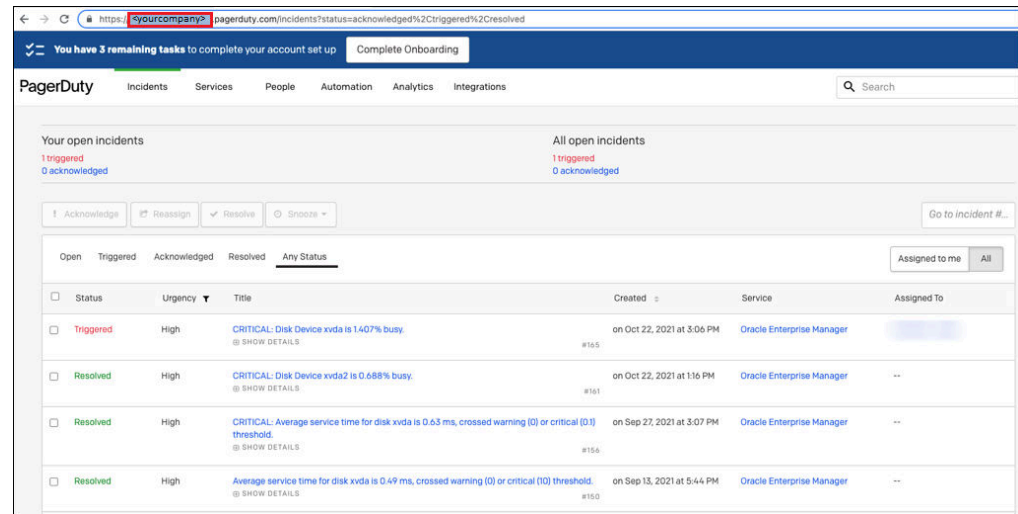 https:/ <yourcompany> .pagerduty.com/incidents?status=acknowledged%2Ctriggered%2Cresolved
You have 3 remaining tasks to complete your account set up Complete Onboarding
PagerDuty Incidents Services People Automation Analytics Integrations Search
Your open incidents All open incidents
1 triggered 1 triggered
0 acknowledged 0 acknowledged
Acknowledge Reassign Resolve Snooze Go to incident #...
Open Triggered Acknowledged Resolved Any Status Assigned to me All
Status Urgency Title Created Service Assigned To
Triggered High CRITICAL: Disk Device xvda is 1.407% busy. on Oct 22, 2021 at 3:06 PM Oracle Enterprise Manager
SHOW DETAILS #165
Resolved High CRITICAL: Disk Device xvda2 is 0.688% busy. on Oct 22, 2021 at 1:16 PM Oracle Enterprise Manager --
SHOW DETAILS #161
Resolved High CRITICAL: Average service time for disk xvda is 0.63 ms, crossed warning (0) or critical (0.1) on Sep 27, 2021 at 3:07 PM Oracle Enterprise Manager --
threshold.
SHOW DETAILS #156
Resolved High Average service time for disk xvda is 0.49 ms, crossed warning (0) or critical (10) threshold. on Sep 13, 2021 at 5:44 PM Oracle Enterprise Manager --
SHOW DETAILS #150